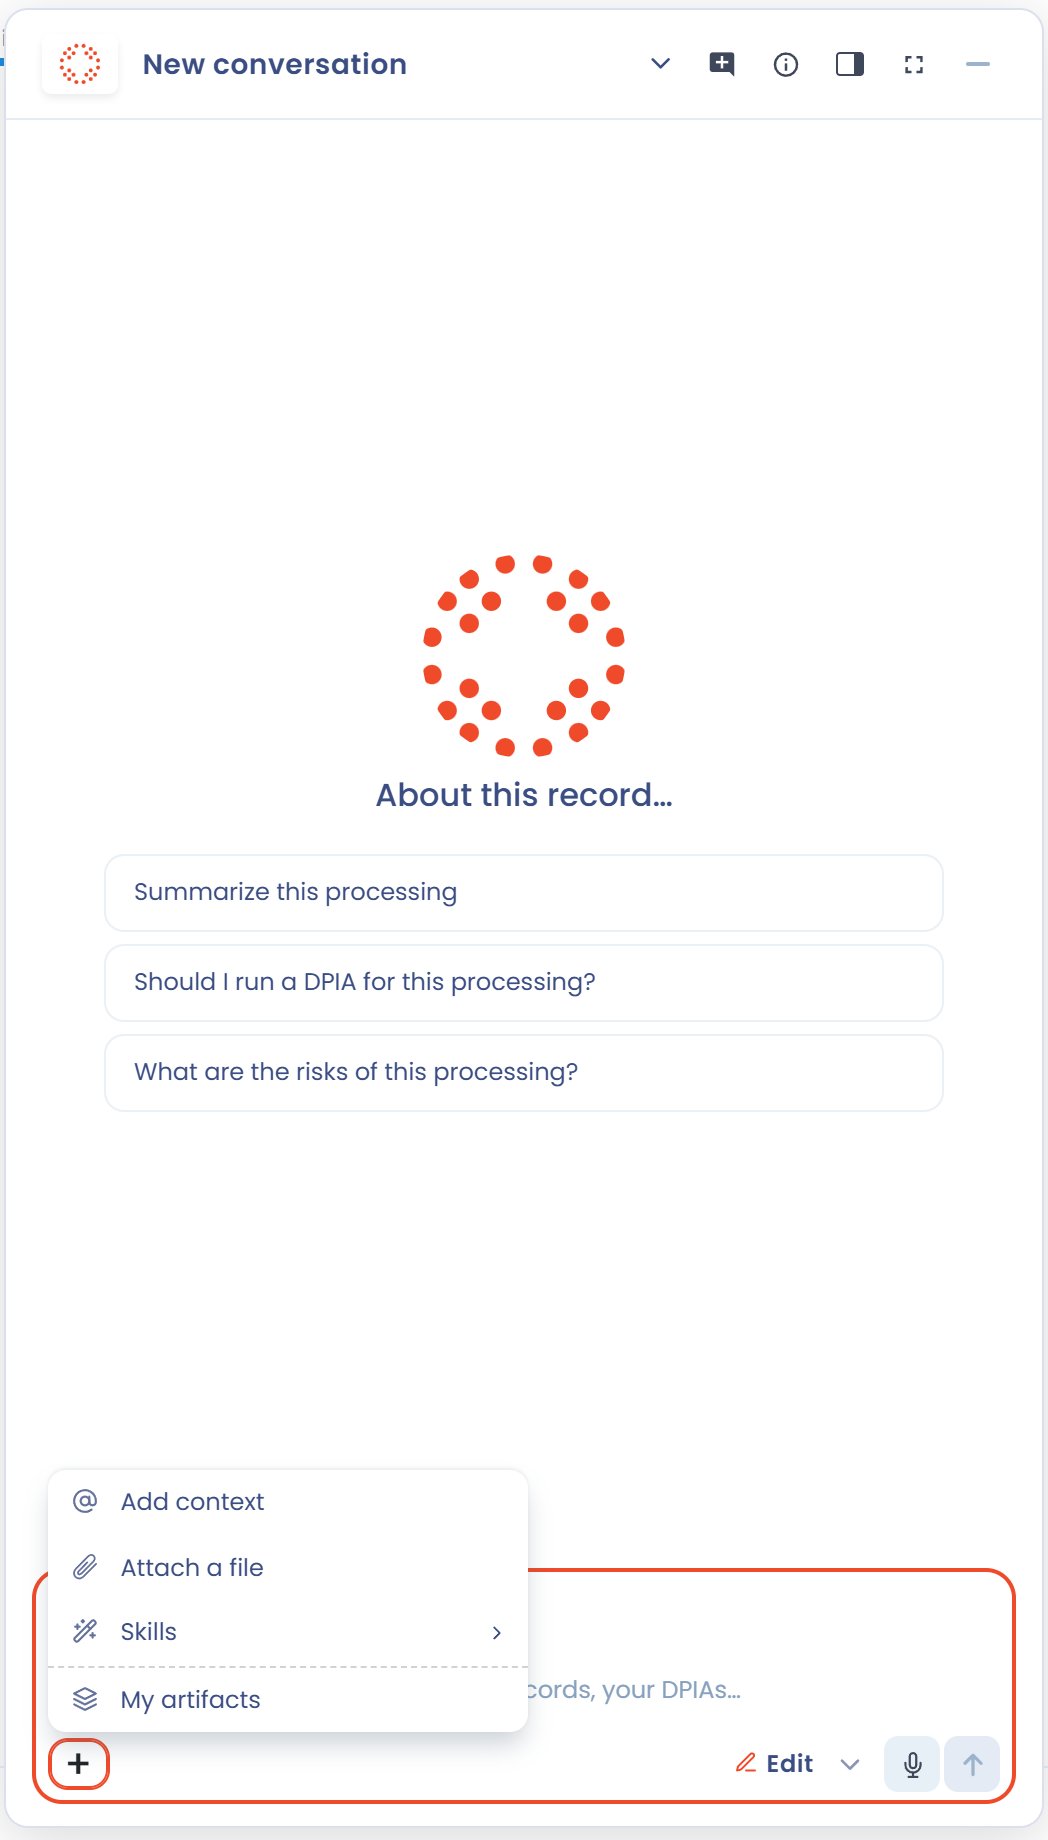 New conversation
About this record...
Summarize this processing
Should I run a DPIA for this processing?
What are the risks of this processing?
Add context
Attach a file
Skills
your DPIAs...
My artifacts
Edit